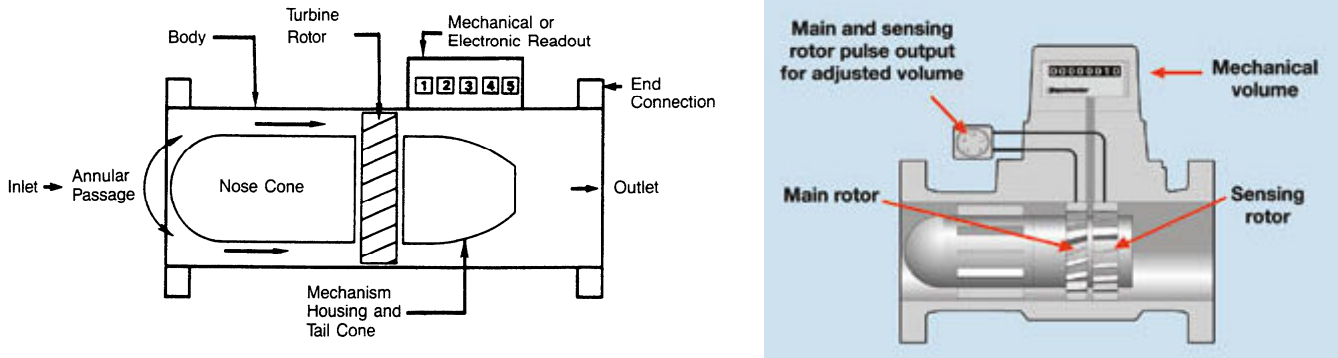 Turbine
Rotor
Body
Mechanical or
Electronic Readout
1 2 3 4 5
End
Connection
Inlet
Annular
Passage
Nose Cone
Outlet
Mechanism
Housing and
Tail Cone
Main and sensing
rotor pulse output
for adjusted volume
00000010
Mechanical
volume
Main rotor
Sensing
rotor